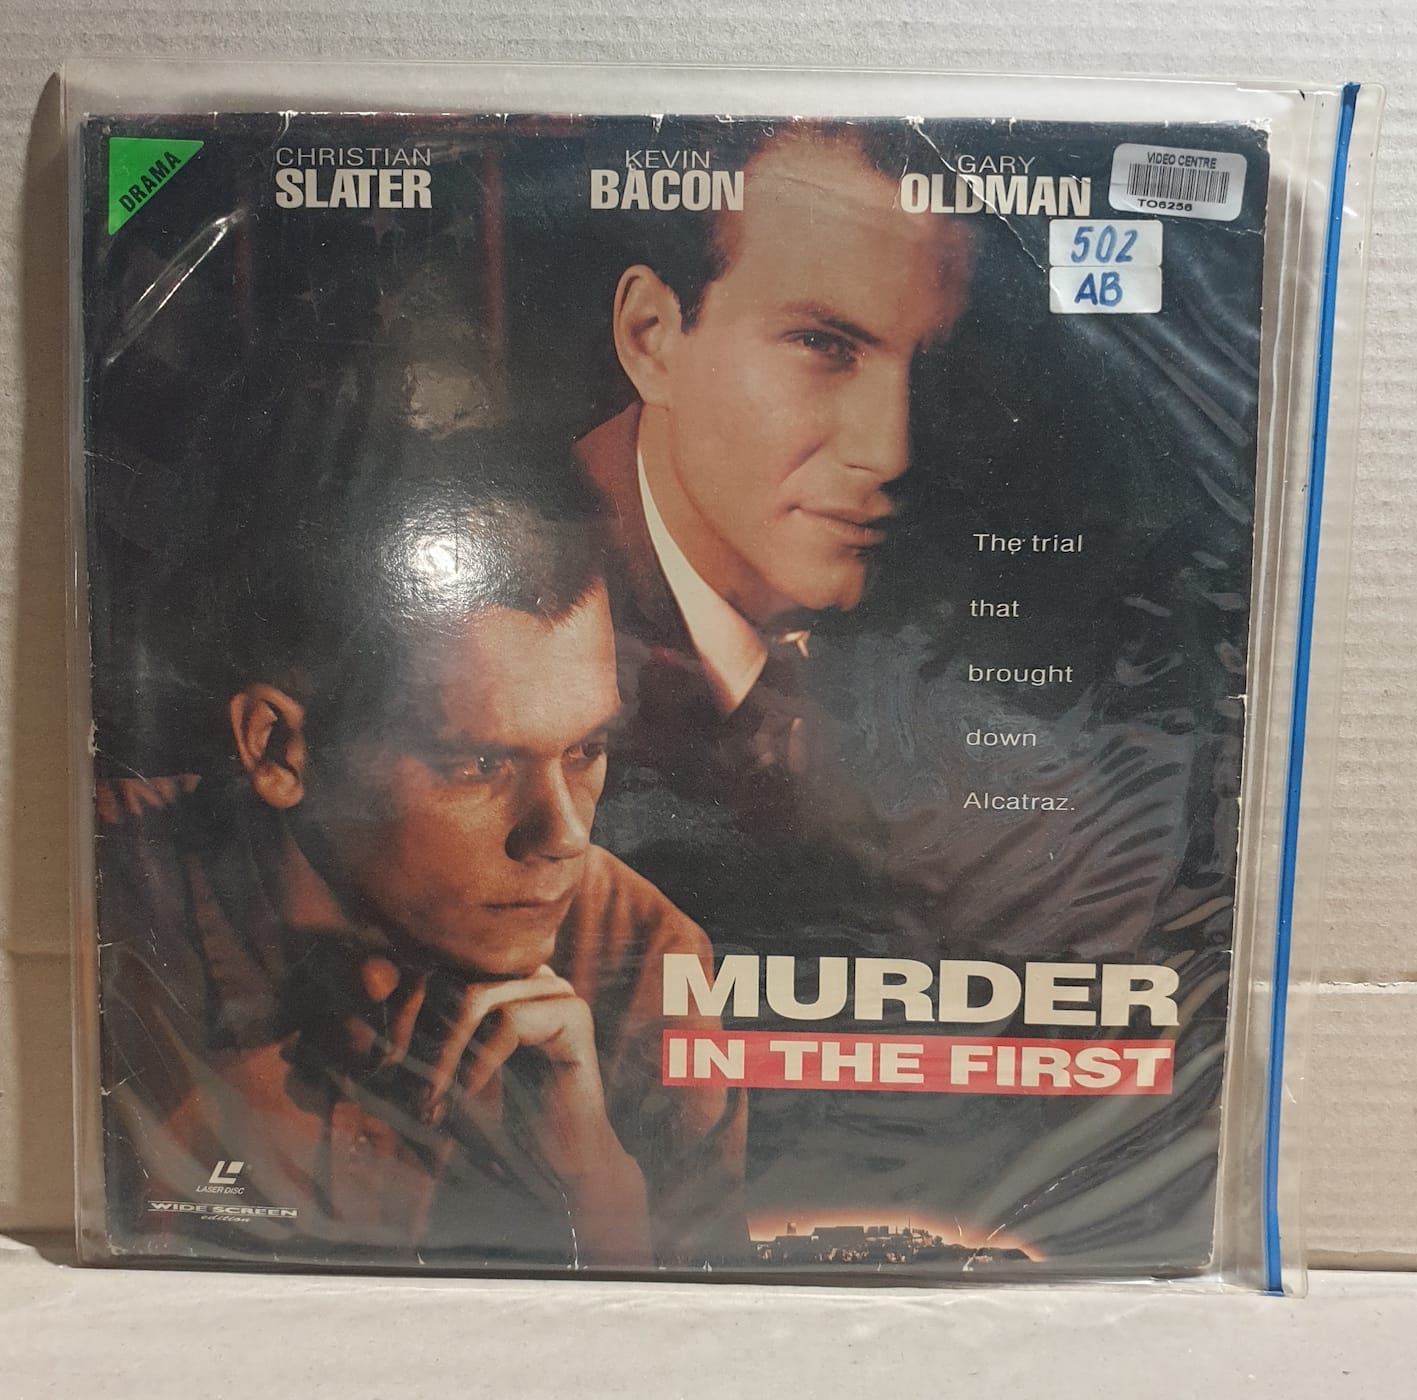 DRAMA
CHRISTIAN
SLATER
KEVIN
BACON
GARY
OLDMAN
VIDEO CENTRE
TO6256
502
AB
The trial
that
brought
down
Alcatraz.
MURDER
IN THE FIRST
LASER DISC
WIDE SCREEN
edition